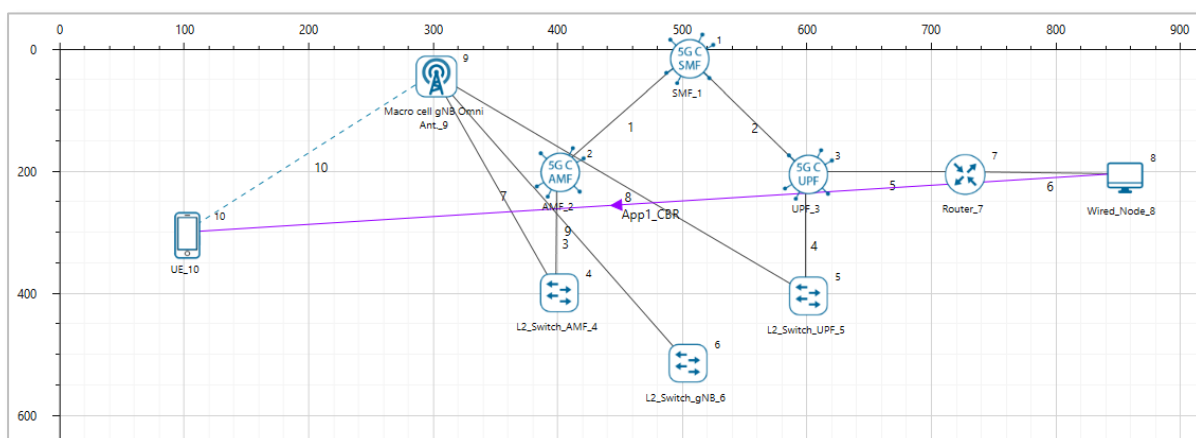 0 100 200 300 400 500 600 700 800 900
0
200
400
600
9
Macro cell gNB Omni
Ant._9
1
5G C
SMF
SMF_1
1
2
10
2
5G C
AMF
AMF_2
3
5G C
UPF
UPF_3
7
Router_7
8
Wired_Node_8
5
6
7
8
App1_CBR
10
UE_10
9
3
4
4
L2_Switch_AMF_4
5
L2_Switch_UPF_5
6
L2_Switch_gNB_6